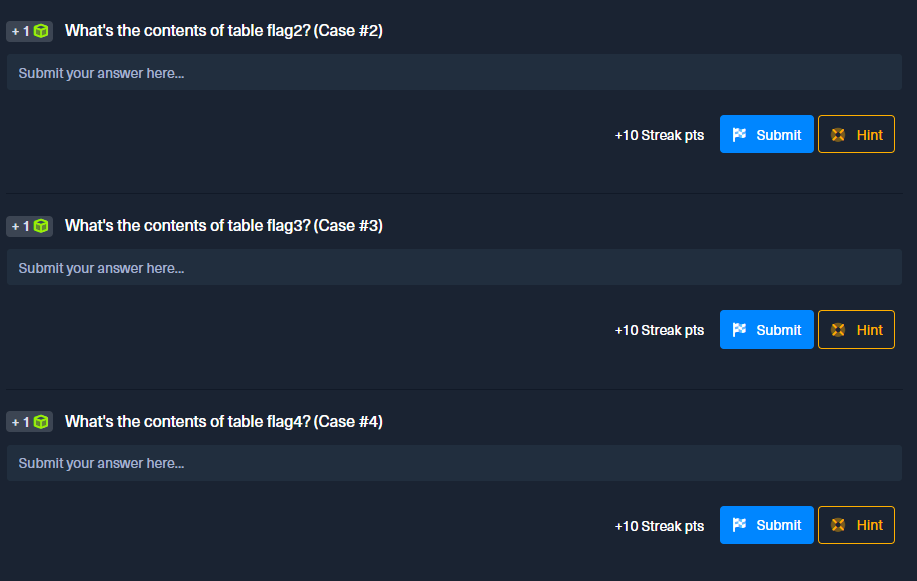 + 1 What's the contents of table flag2? (Case #2)
Submit your answer here...
+10 Streak pts Submit Hint
+ 1 What's the contents of table flag3? (Case #3)
Submit your answer here...
+10 Streak pts Submit Hint
+ 1 What's the contents of table flag4? (Case #4)
Submit your answer here...
+10 Streak pts Submit Hint